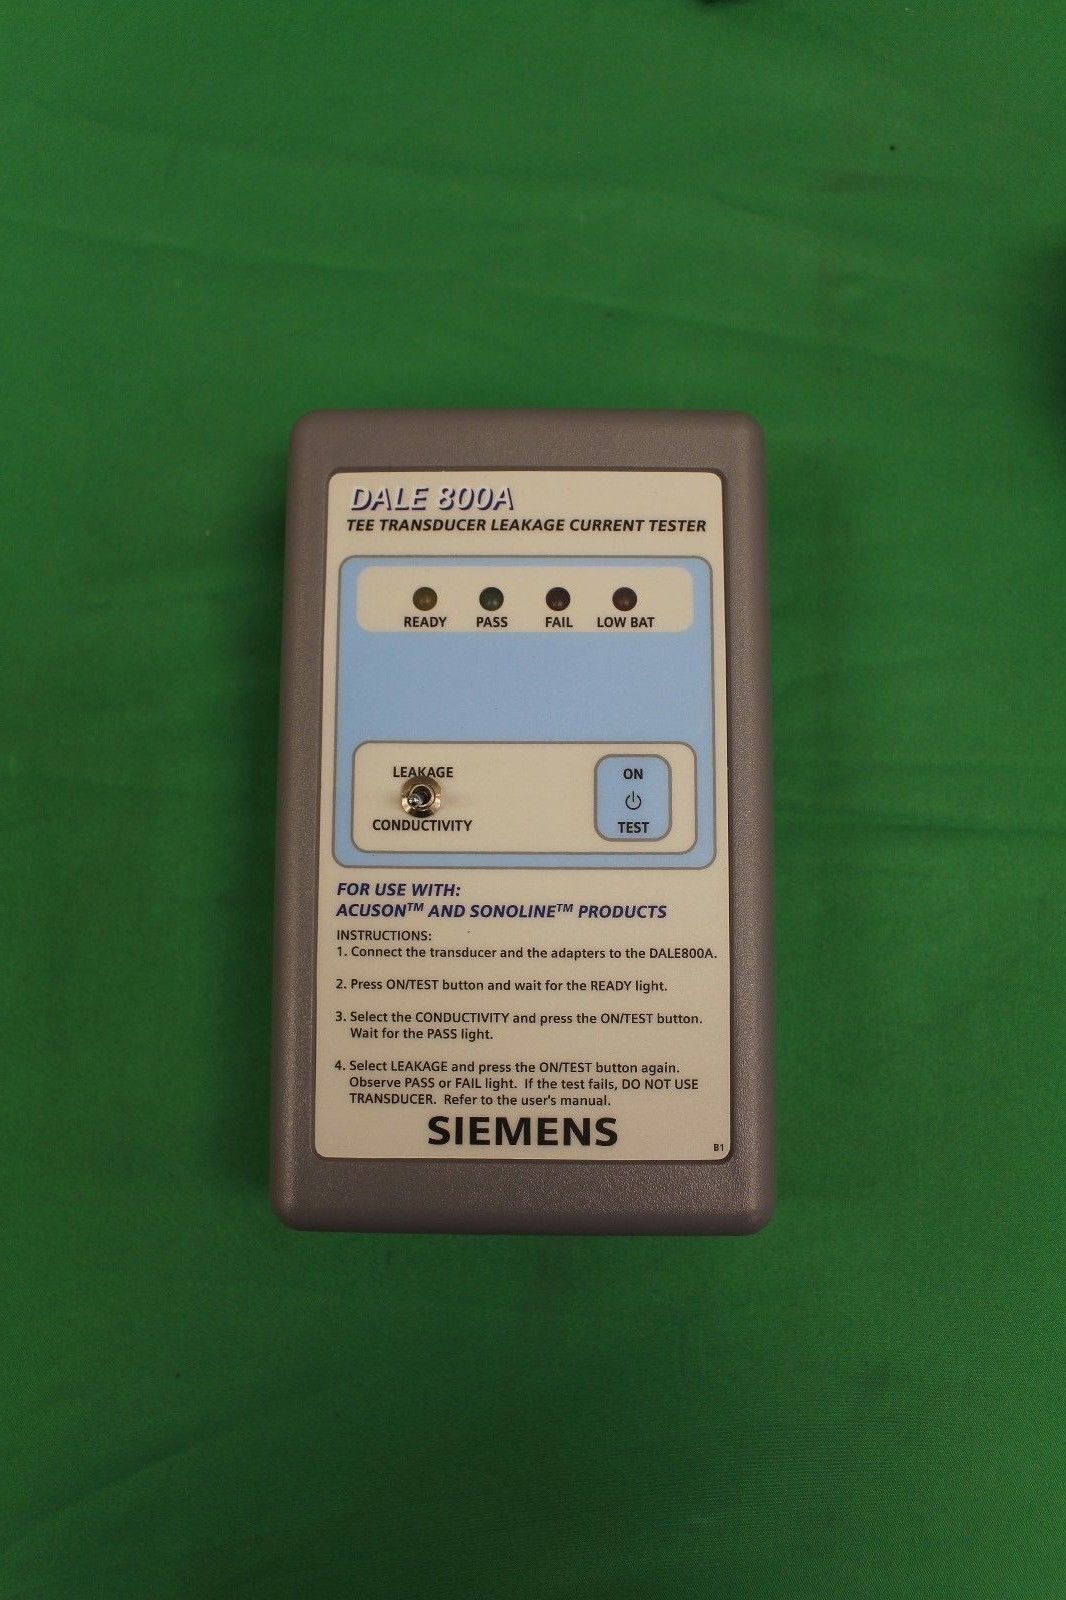 DALE 800A
TEE TRANSDUCER LEAKAGE CURRENT TESTER
READY PASS FAIL LOW BAT
LEAKAGE
CONDUCTIVITY
ON
TEST
FOR USE WITH:
ACUSON™ AND SONOLINE™ PRODUCTS
INSTRUCTIONS:
1. Connect the transducer and the adapters to the DALE800A.
2. Press ON/TEST button and wait for the READY light.
3. Select the CONDUCTIVITY and press the ON/TEST button.
Wait for the PASS light.
4. Select LEAKAGE and press the ON/TEST button again.
Observe PASS or FAIL light. If the test fails, DO NOT USE
TRANSDUCER. Refer to the user's manual.
SIEMENS
B1